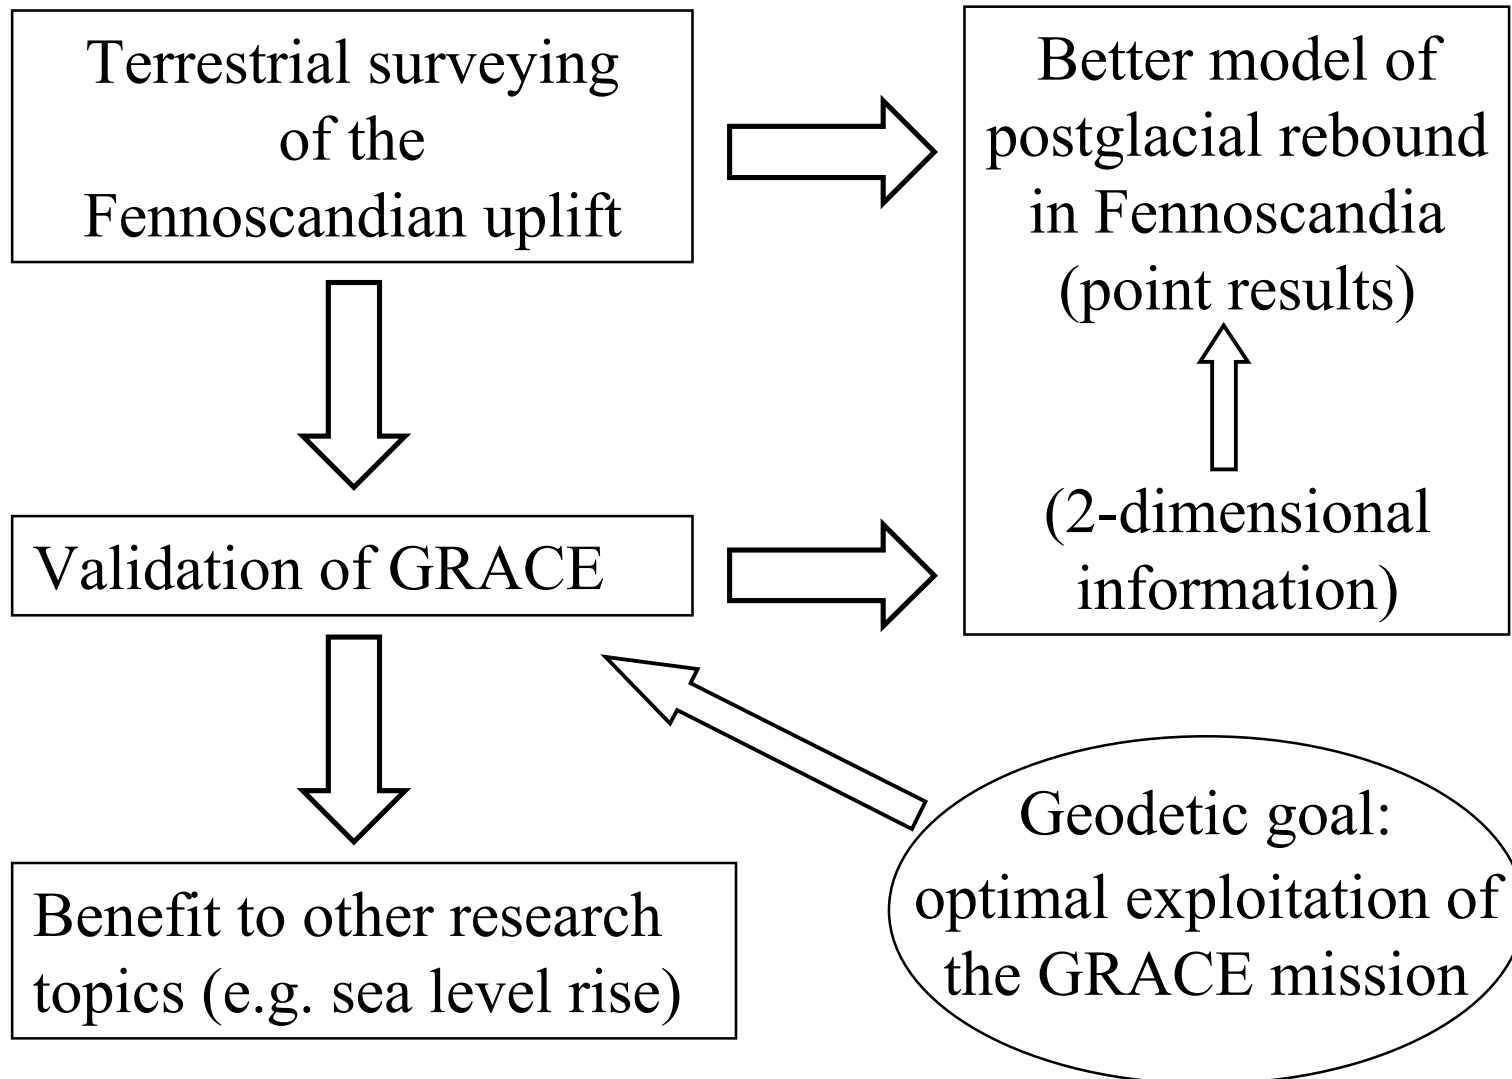 Terrestrial surveying
of the
Fennoscandian uplift
Better model of
postglacial rebound
in Fennoscandia
(point results)
(2-dimensional
information)
Validation of GRACE
Benefit to other research
topics (e.g. sea level rise)
Geodetic goal:
optimal exploitation of
the GRACE mission